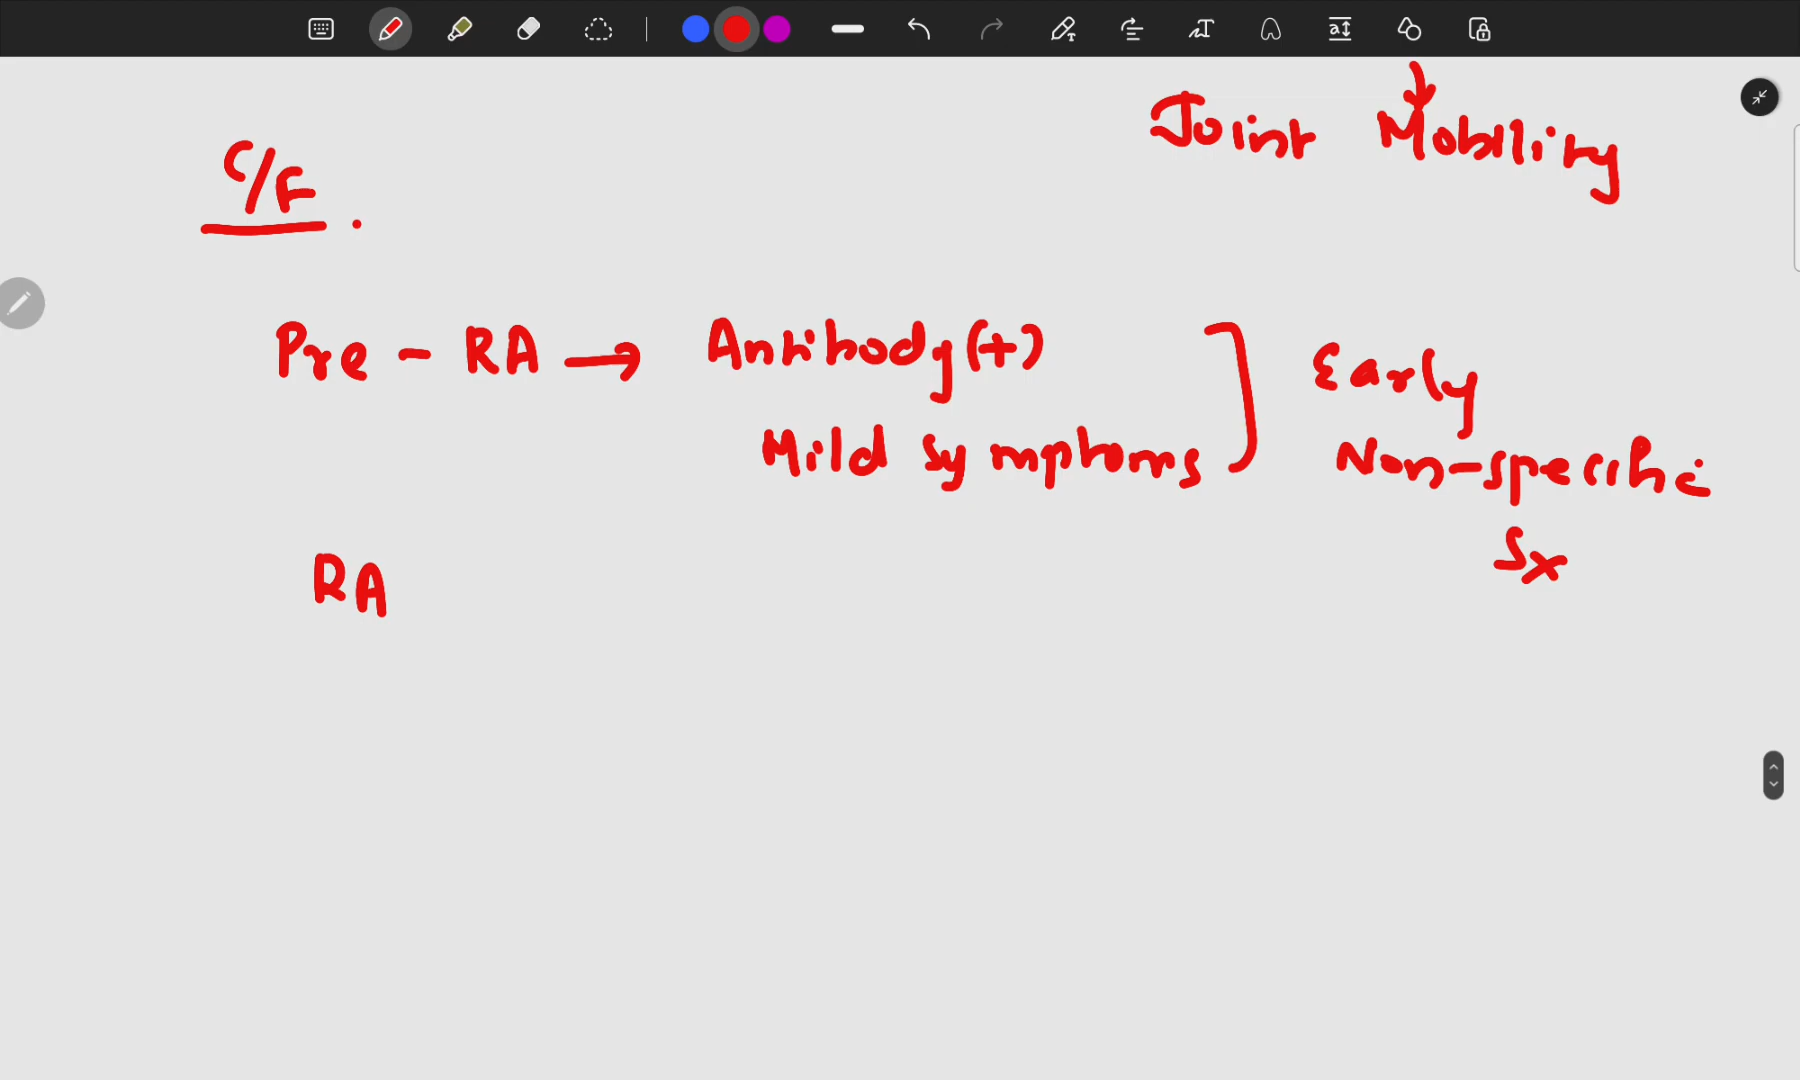 Joint Mobility
C/F .
Pre - RA → Antibody (+)
Mild symptoms
Early
Non-specific
Sx
RA